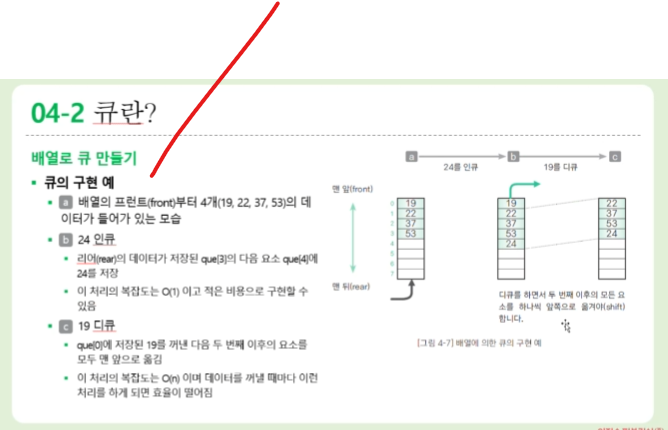 04-2 큐란?
배열로 큐 만들기
큐의 구현 예
a 배열의 프런트(front)부터 4개(19, 22, 37, 53)의 데
이터가 들어가 있는 모습
b 24 인큐
리어(rear)의 데이터가 저장된 que[3]의 다음 요소 que[4]에
24를 저장
이 처리의 복잡도는 O(1) 이고 적은 비용으로 구현할 수
있음
c 19 디큐
que[0]에 저장된 19를 꺼낸 다음 두 번째 이후의 요소를
모두 맨 앞으로 옮김
이 처리의 복잡도는 O(n) 이며 데이터를 꺼낼 때마다 이런
처리를 하게 되면 효율이 떨어짐
a b c
24를 인큐 19를 디큐
맨 앞(front)
0 19 19 22
1 22 22 37
2 37 37 53
3 53 53 24
4 24
5
6
7
맨 뒤(rear)
디큐를 하면서 두 번째 이후의 모든 요
소를 하나씩 앞쪽으로 옮겨야(shift)
합니다.
[그림 4-7] 배열에 의한 큐의 구현 예